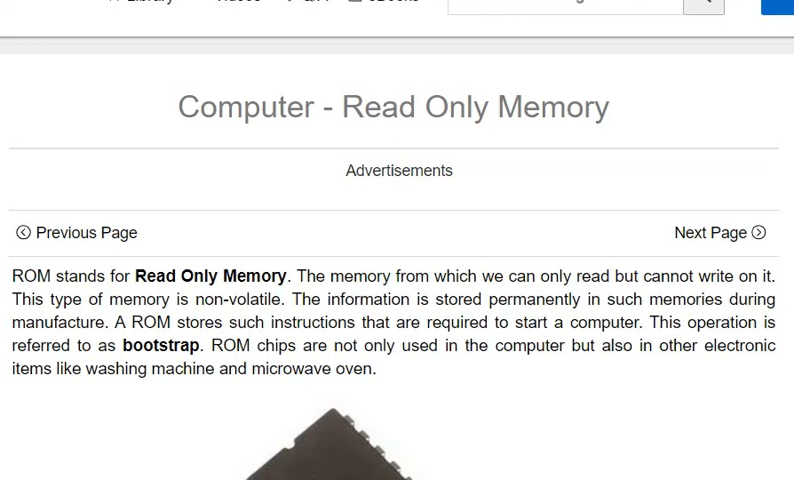 Computer - Read Only Memory
Advertisements
Previous Page
Next Page
ROM stands for Read Only Memory. The memory from which we can only read but cannot write on it.
This type of memory is non-volatile. The information is stored permanently in such memories during
manufacture. A ROM stores such instructions that are required to start a computer. This operation is
referred to as bootstrap. ROM chips are not only used in the computer but also in other electronic
items like washing machine and microwave oven.